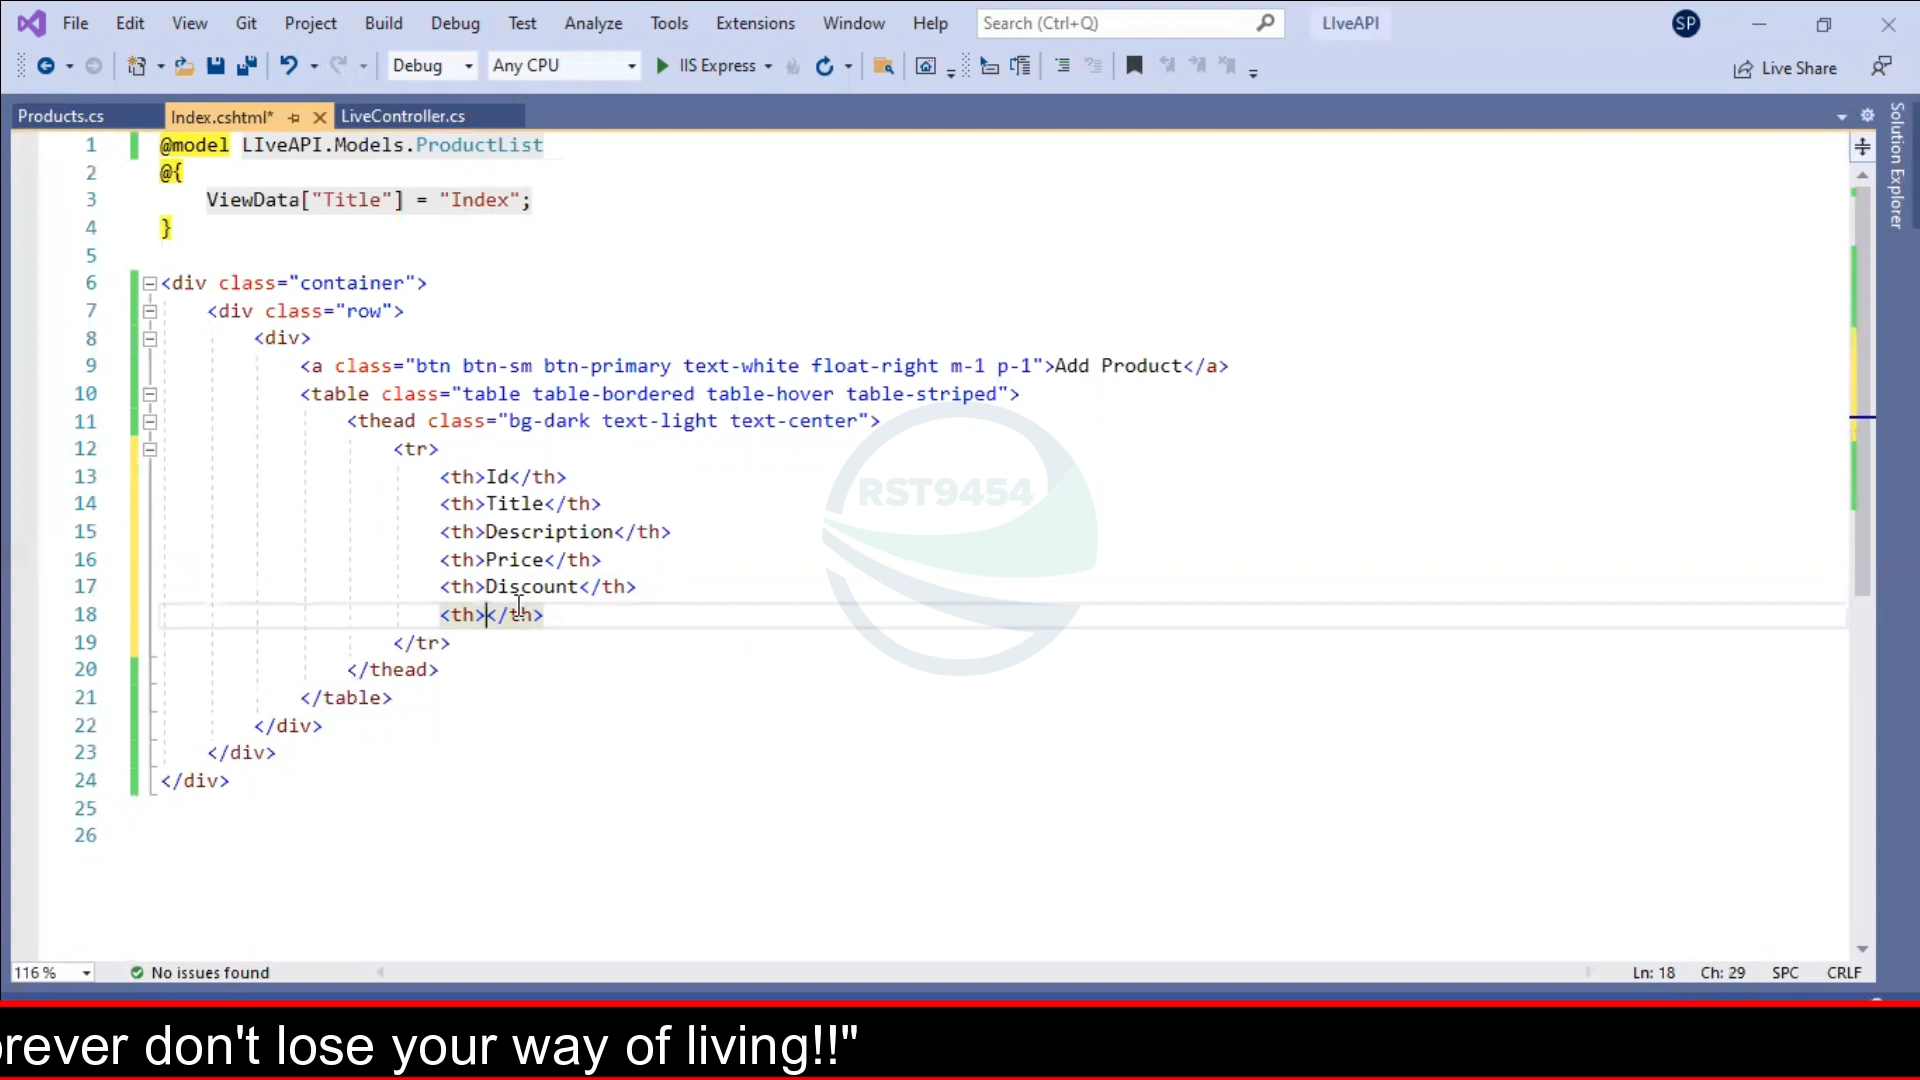 File Edit View Git Project Build Debug Test Analyze Tools Extensions Window Help Search (Ctrl+Q) LIveAPI SP
Debug Any CPU IIS Express Live Share
Products.cs Index.cshtml* LiveController.cs
Solution Explorer
1 @model LIveAPI.Models.ProductList
2 @{
3 ViewData["Title"] = "Index";
4 }
5
6 <div class="container">
7 <div class="row">
8 <div>
9 <a class="btn btn-sm btn-primary text-white float-right m-1 p-1">Add Product</a>
10 <table class="table table-bordered table-hover table-striped">
11 <thead class="bg-dark text-light text-center">
12 <tr>
13 <th>Id</th>
14 <th>Title</th>
15 <th>Description</th>
16 <th>Price</th>
17 <th>Discount</th>
18 <th></th>
19 </tr>
20 </thead>
21 </table>
22 </div>
23 </div>
24 </div>
25
26
RST9454
116 % No issues found Ln: 18 Ch: 29 SPC CRLF
rever don't lose your way of living!!"